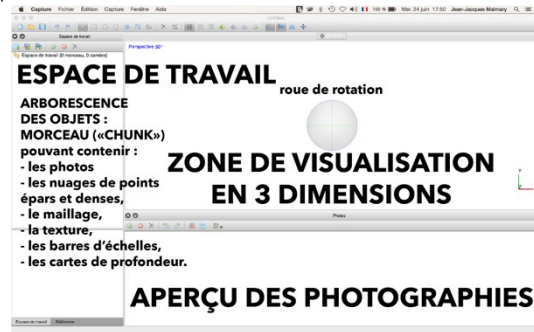 Capture Fichier Édition Capture Fenêtre Aide 100 % Mer. 24 juin 17:50 Jean-Jacques Malmary
Untitled
Espace de travail
Espace de travail (0 morceau, 0 caméra)
Perspective 30°
ESPACE DE TRAVAIL
roue de rotation
ARBORESCENCE
DES OBJETS :
MORCEAU («CHUNK»)
pouvant contenir :
- les photos
- les nuages de points
épars et denses,
- le maillage,
- la texture,
- les barres d’échelles,
- les cartes de profondeur.
ZONE DE VISUALISATION
EN 3 DIMENSIONS
Photos
APERÇU DES PHOTOGRAPHIES
Espace de travail Référence